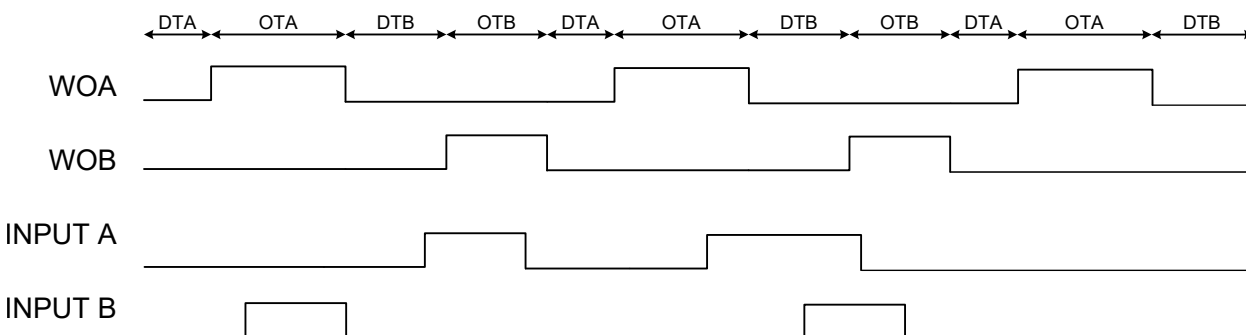 DTA OTA DTB OTB DTA OTA DTB OTB DTA OTA DTB
WOA
WOB
INPUT A
INPUT B